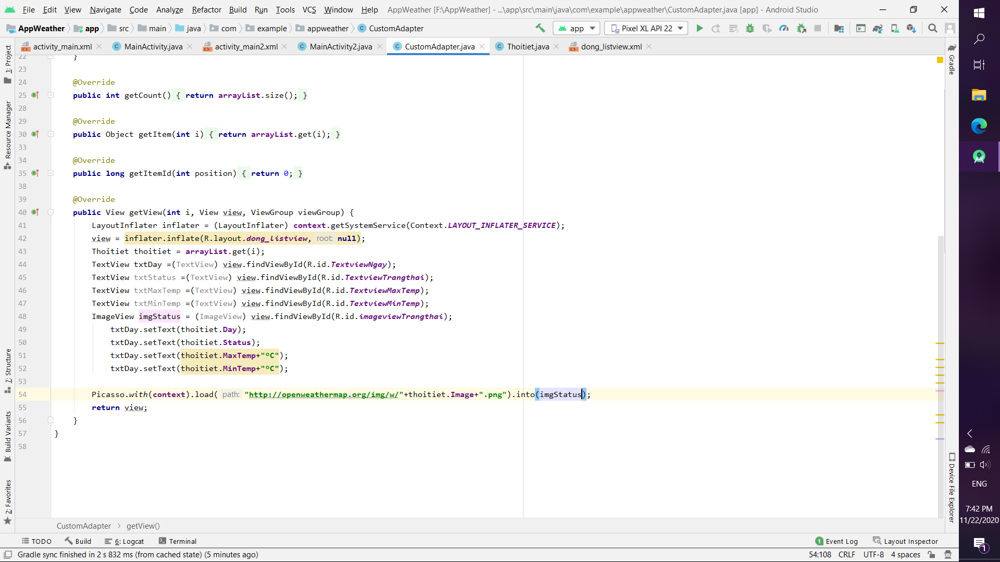 File Edit View Navigate Code Analyze Refactor Build Run Tools VCS Window Help AppWeather [F:\AppWeather] - ...\app\src\main\java\com\example\appweather\CustomAdapter.java [app] - Android Studio
AppWeather app src main java com example appweather CustomAdapter app Pixel XL API 22
activity_main.xml MainActivity.java activity_main2.xml MainActivity2.java CustomAdapter.java Thoitiet.java dong_listview.xml
1: Project
Resource Manager
7: Structure
Build Variants
2: Favorites
22 }
23
24 @Override
25 public int getCount() { return arrayList.size(); }
28
29 @Override
30 public Object getItem(int i) { return arrayList.get(i); }
33
34 @Override
35 public long getItemId(int position) { return 0; }
38
39 @Override
40 public View getView(int i, View view, ViewGroup viewGroup) {
41 LayoutInflater inflater = (LayoutInflater) context.getSystemService(Context.LAYOUT_INFLATER_SERVICE);
42 view = inflater.inflate(R.layout.dong_listview, root: null);
43 Thoitiet thoitiet = arrayList.get(i);
44 TextView txtDay =(TextView) view.findViewById(R.id.TextviewNgay);
45 TextView txtStatus =(TextView) view.findViewById(R.id.TextviewTrangthai);
46 TextView txtMaxTemp =(TextView) view.findViewById(R.id.TextviewMaxTemp);
47 TextView txtMinTemp =(TextView) view.findViewById(R.id.TextviewMinTemp);
48 ImageView imgStatus = (ImageView) view.findViewById(R.id.imageviewTrangthai);
49 txtDay.setText(thoitiet.Day);
50 txtDay.setText(thoitiet.Status);
51 txtDay.setText(thoitiet.MaxTemp+"ºC");
52 txtDay.setText(thoitiet.MinTemp+"ºC");
53
54 Picasso.with(context).load( path: "http://openweathermap.org/img/w/"+thoitiet.Image+".png").into(imgStatus);
55 return view;
56 }
57 }
58
Gradle
Device File Explorer
CustomAdapter getView()
TODO Build 6: Logcat Terminal 1 Event Log Layout Inspector
Gradle sync finished in 2 s 832 ms (from cached state) (5 minutes ago) 54:108 CRLF UTF-8 4 spaces
ENG
7:42 PM
11/22/2020
1